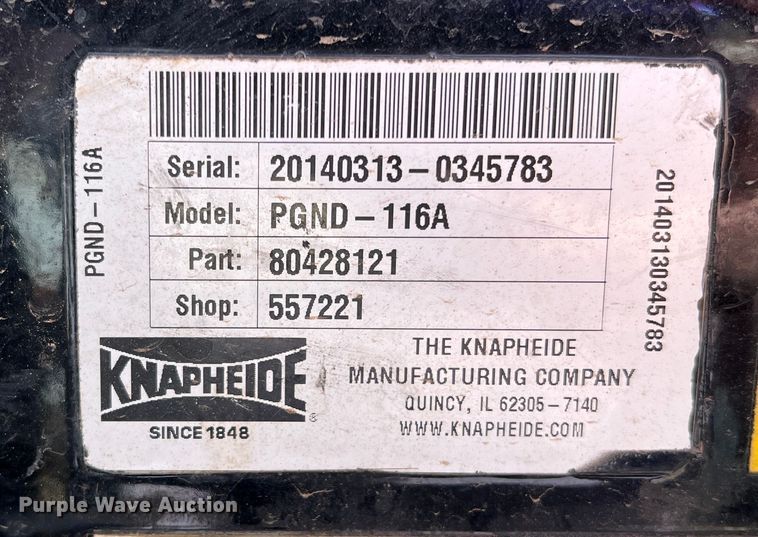 PGND-116A
Serial: 20140313-0345783
Model: PGND-116A
Part: 80428121
Shop: 557221
201403130345783
KNAPHEIDE®
SINCE 1848
THE KNAPHEIDE
MANUFACTURING COMPANY
QUINCY, IL 62305-7140
WWW.KNAPHEIDE.COM
Purple Wave Auction